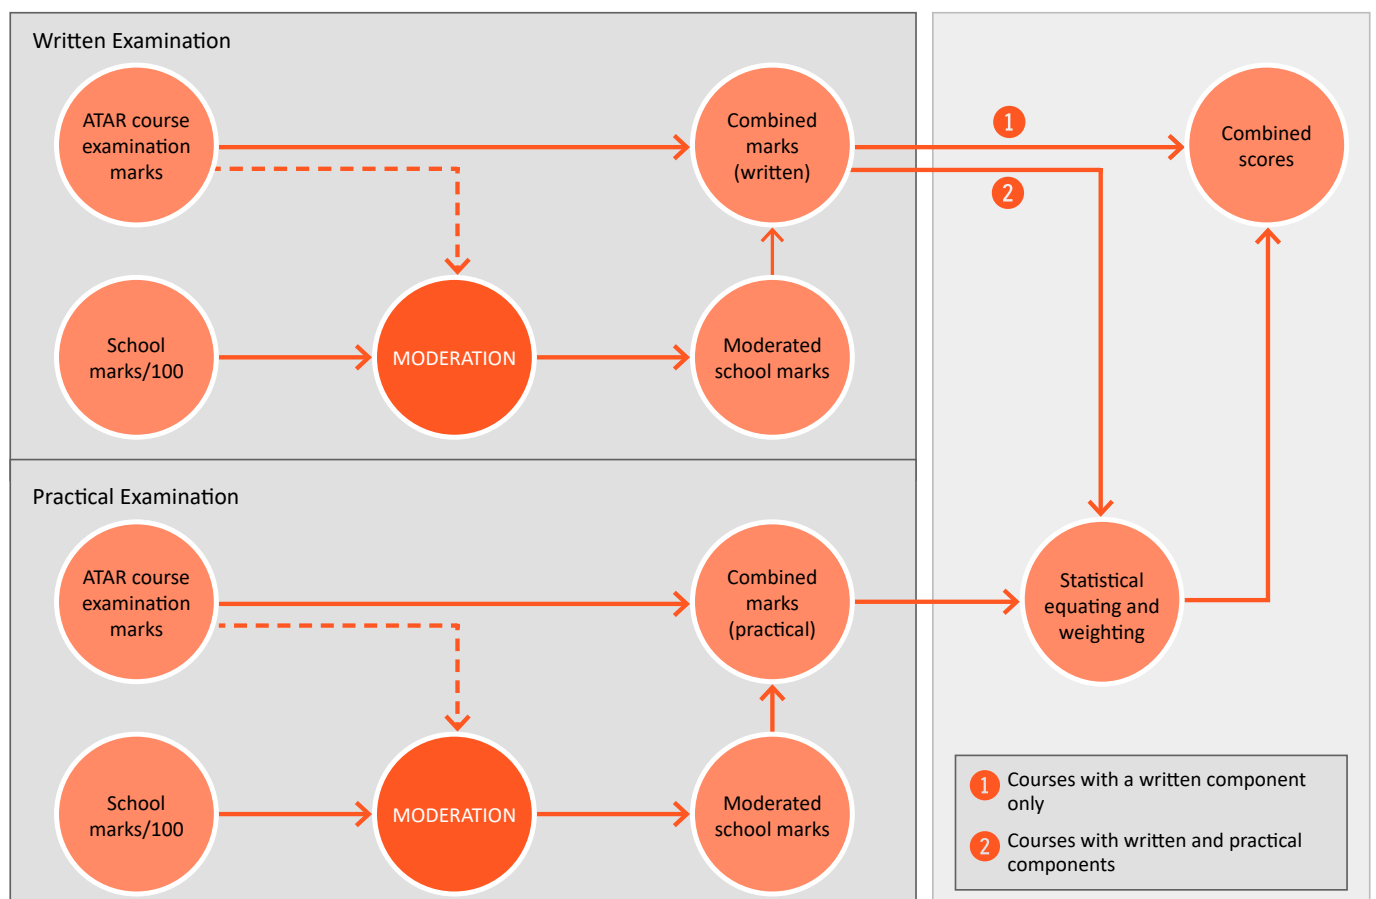 Written Examination
ATAR course
examination
marks
Combined
marks
(written)
1
2
Combined
scores
School
marks/100
MODERATION
Moderated
school marks
Practical Examination
ATAR course
examination
marks
Combined
marks
(practical)
Statistical
equating and
weighting
School
marks/100
MODERATION
Moderated
school marks
1 Courses with a written component
only
2 Courses with written and practical
components